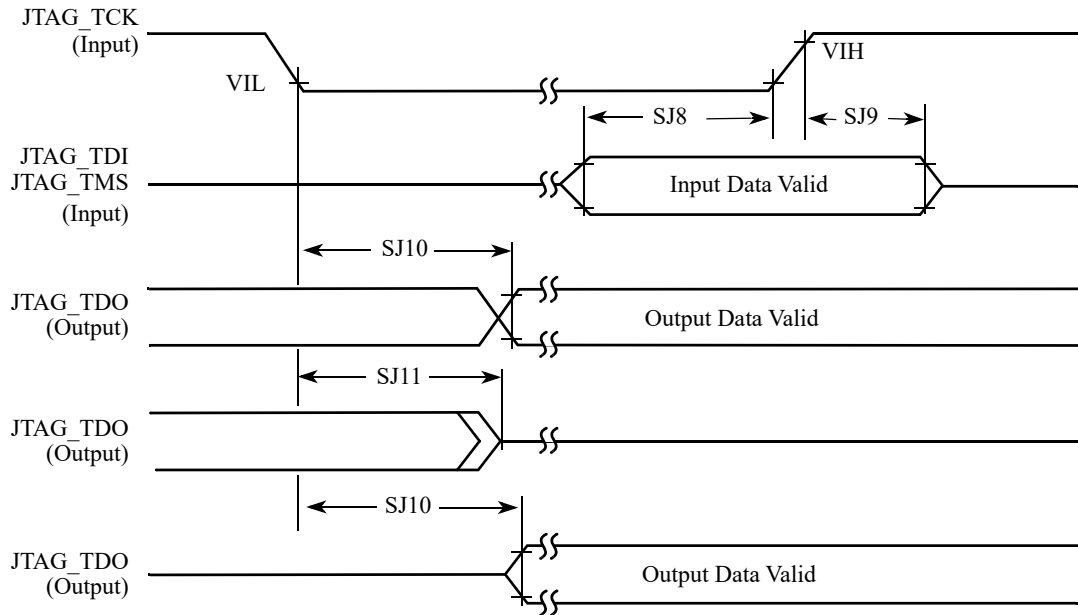 JTAG_TCK
(Input)
VIL
VIH
SJ8
SJ9
JTAG_TDI
JTAG_TMS
(Input)
Input Data Valid
SJ10
JTAG_TDO
(Output)
Output Data Valid
SJ11
JTAG_TDO
(Output)
SJ10
JTAG_TDO
(Output)
Output Data Valid